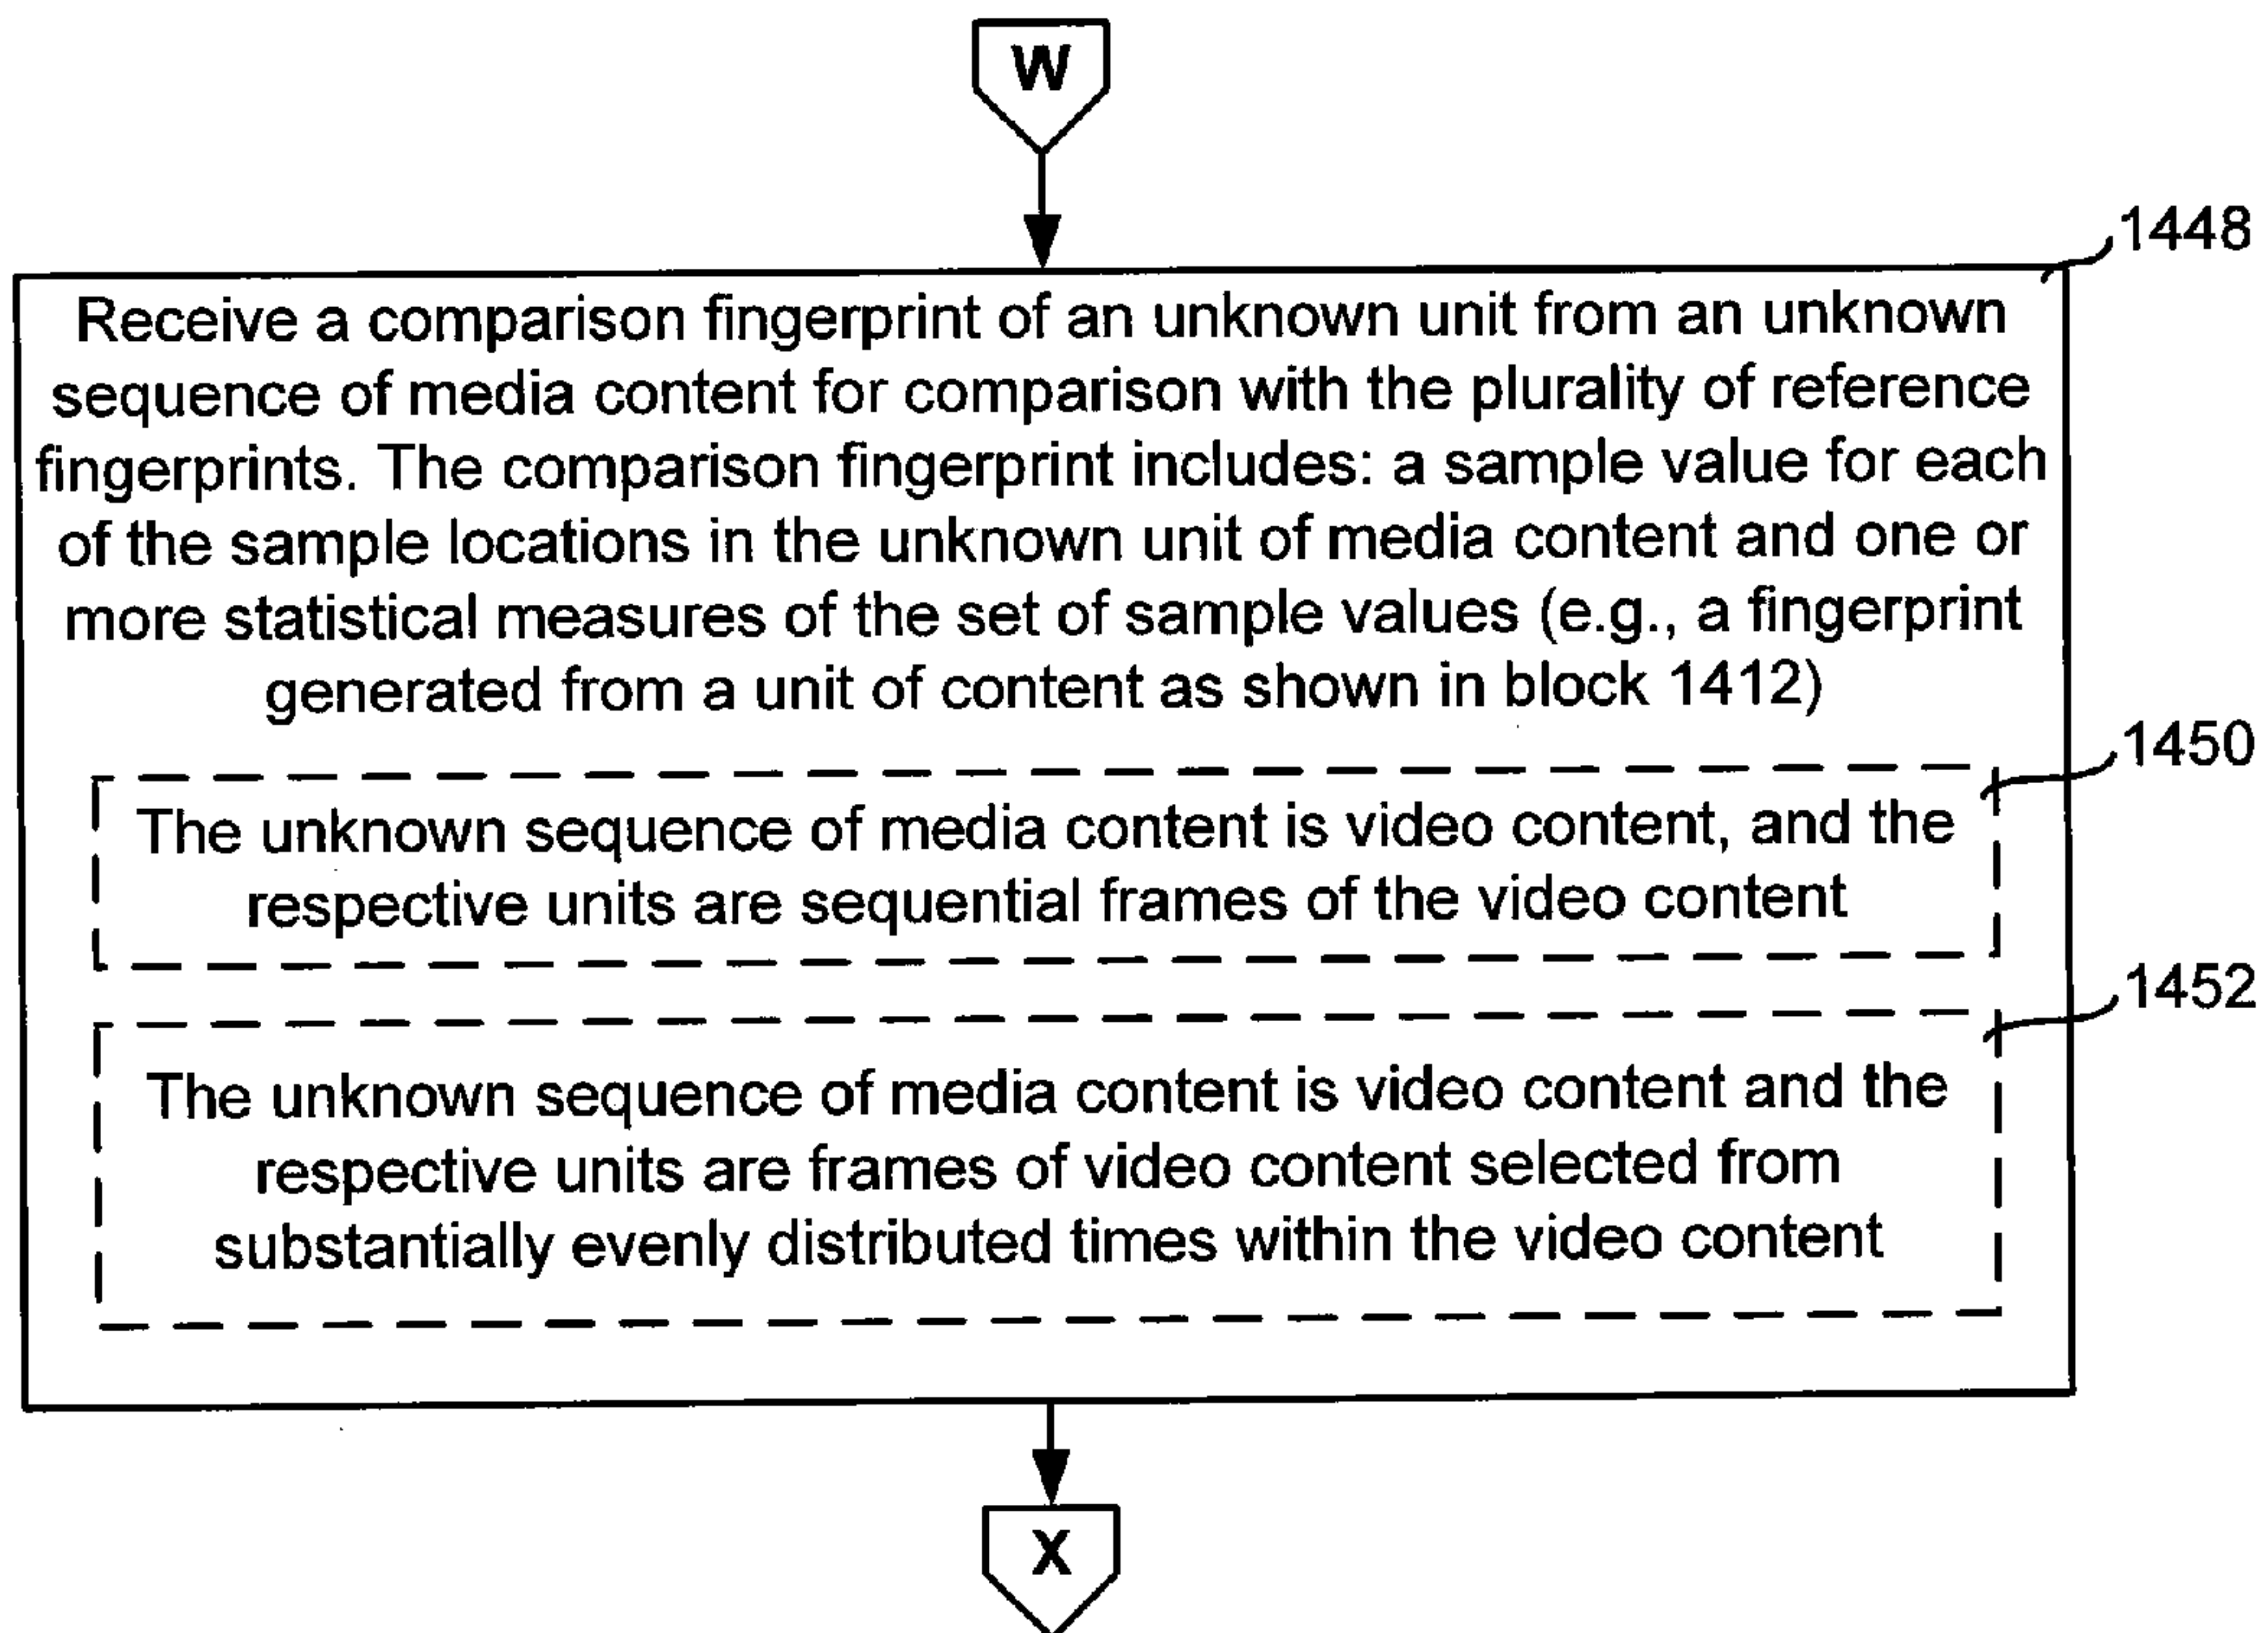 W
1448
Receive a comparison fingerprint of an unknown unit from an unknown
sequence of media content for comparison with the plurality of reference
fingerprints. The comparison fingerprint includes: a sample value for each
of the sample locations in the unknown unit of media content and one or
more statistical measures of the set of sample values (e.g., a fingerprint
generated from a unit of content as shown in block 1412)
1450
The unknown sequence of media content is video content, and the
respective units are sequential frames of the video content
1452
The unknown sequence of media content is video content and the
respective units are frames of video content selected from
substantially evenly distributed times within the video content
X